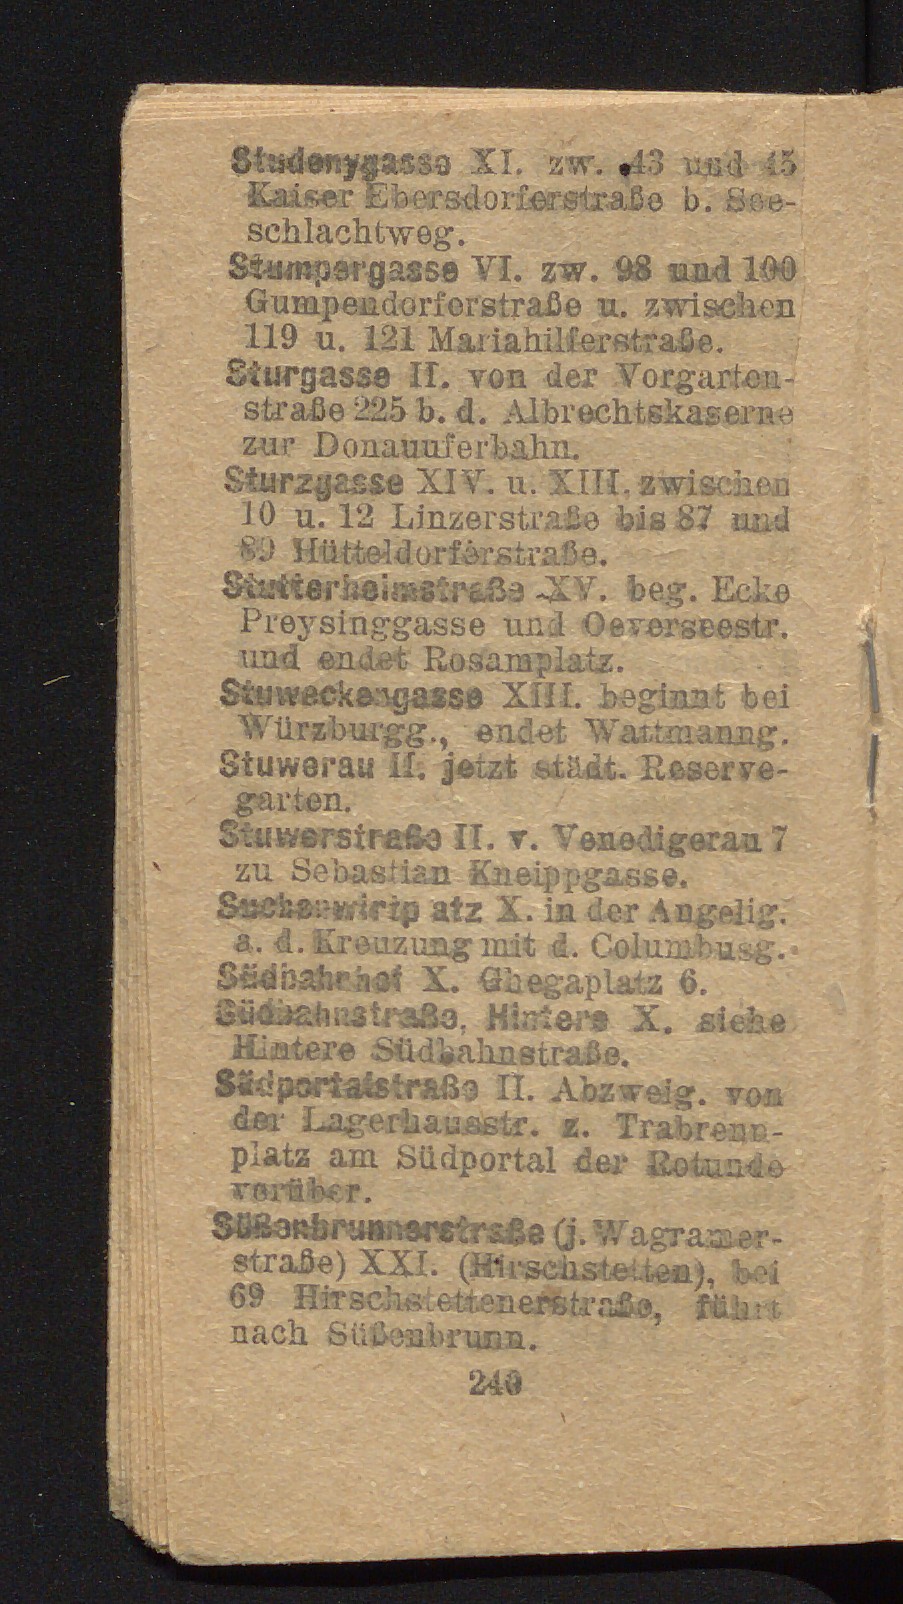 Studenygasse XI. zw. 43 und 45
Kaiser Ebersdorferstraße b. See-
schlachtweg.
Stumpergasse VI. zw. 98 und 100
Gumpendorferstraße u. zwischen
119 u. 121 Mariahilferstraße.
Sturgasse II. von der Vorgarten-
straße 225 b. d. Albrechtskaserne
zur Donauuferbahn.
Sturzgasse XIV. u. XIII. zwischen
10 u. 12 Linzerstraße bis 87 und
89 Hütteldorferstraße.
Stutterheimstraße XV. beg. Ecke
Preysinggasse und Oeverseestr.
und endet Rosamplatz.
Stuweckengasse XIII. beginnt bei
Würzburgg., endet Wattmanng.
Stuwerau II. jetzt städt. Reserve-
garten.
Stuwerstraße II. v. Venedigerau 7
zu Sebastian Kneippgasse.
Suchenwirtp atz X. in der Angelig.
a. d. Kreuzung mit d. Columbusg.
Südbahnhof X. Ghegaplatz 6.
Südbahnstraße, Hintere X. siehe
Hintere Südbahnstraße.
Südportalstraße II. Abzweig. von
der Lagerhausstr. z. Trabrenn-
platz am Südportal der Rotunde
vorüber.
Süßenbrunnerstraße (j. Wagramer-
straße) XXI. (Hirschstetten), bei
69 Hirschstettenerstraße, führt
nach Süßenbrunn.
240